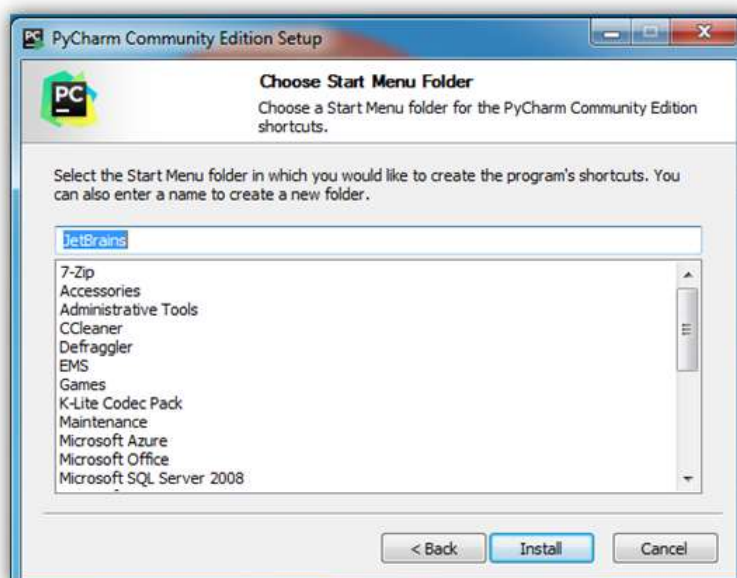 PyCharm Community Edition Setup
PC
Choose Start Menu Folder
Choose a Start Menu folder for the PyCharm Community Edition
shortcuts.
Select the Start Menu folder in which you would like to create the program's shortcuts. You
can also enter a name to create a new folder.
JetBrains
7-Zip
Accessories
Administrative Tools
CCleaner
Defraggler
EMS
Games
K-Lite Codec Pack
Maintenance
Microsoft Azure
Microsoft Office
Microsoft SQL Server 2008
< Back
Install
Cancel